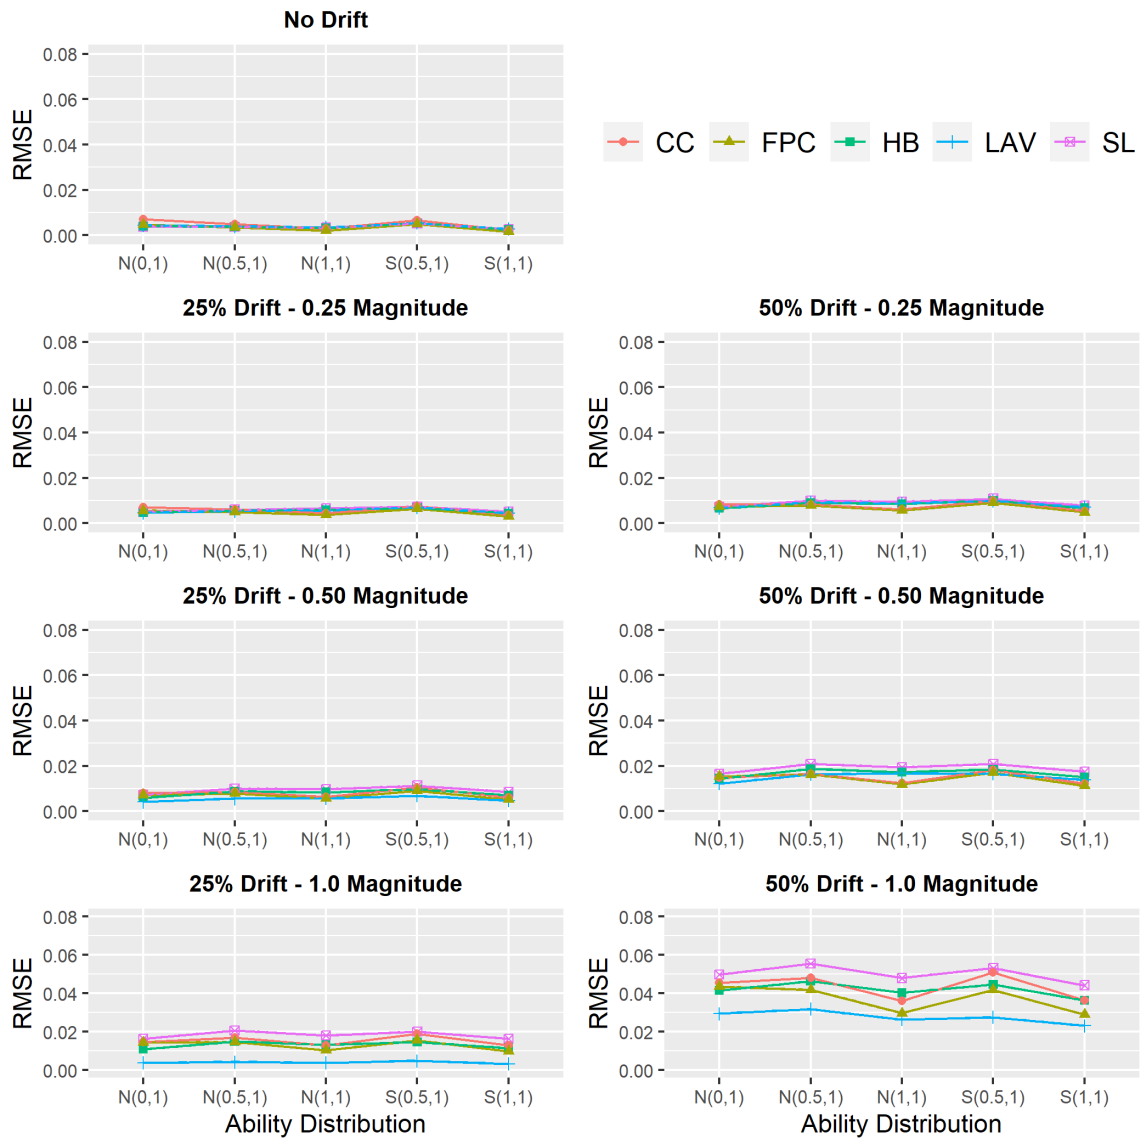 No Drift
RMSE
0.08
0.06
0.04
0.02
0.00
N(0,1) N(0.5,1) N(1,1) S(0.5,1) S(1,1)
CC FPC HB LAV SL
25% Drift - 0.25 Magnitude
RMSE
0.08
0.06
0.04
0.02
0.00
N(0,1) N(0.5,1) N(1,1) S(0.5,1) S(1,1)
50% Drift - 0.25 Magnitude
RMSE
0.08
0.06
0.04
0.02
0.00
N(0,1) N(0.5,1) N(1,1) S(0.5,1) S(1,1)
25% Drift - 0.50 Magnitude
RMSE
0.08
0.06
0.04
0.02
0.00
N(0,1) N(0.5,1) N(1,1) S(0.5,1) S(1,1)
50% Drift - 0.50 Magnitude
RMSE
0.08
0.06
0.04
0.02
0.00
N(0,1) N(0.5,1) N(1,1) S(0.5,1) S(1,1)
25% Drift - 1.0 Magnitude
RMSE
0.08
0.06
0.04
0.02
0.00
N(0,1) N(0.5,1) N(1,1) S(0.5,1) S(1,1)
Ability Distribution
50% Drift - 1.0 Magnitude
RMSE
0.08
0.06
0.04
0.02
0.00
N(0,1) N(0.5,1) N(1,1) S(0.5,1) S(1,1)
Ability Distribution